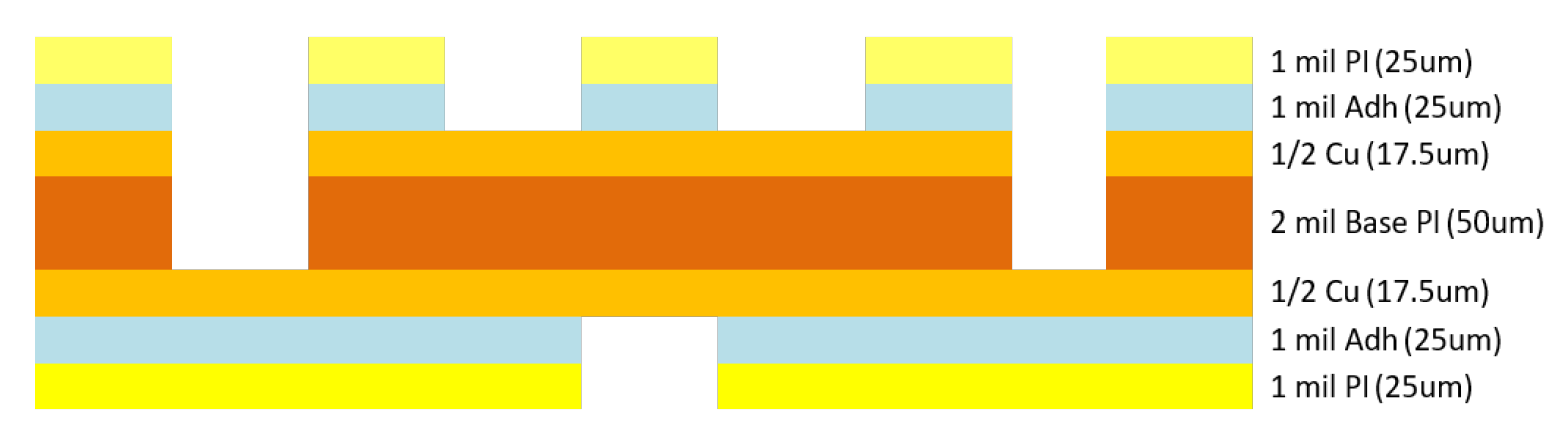 1 mil PI (25um)
1 mil Adh (25um)
1/2 Cu (17.5um)
2 mil Base PI (50um)
1/2 Cu (17.5um)
1 mil Adh (25um)
1 mil PI (25um)